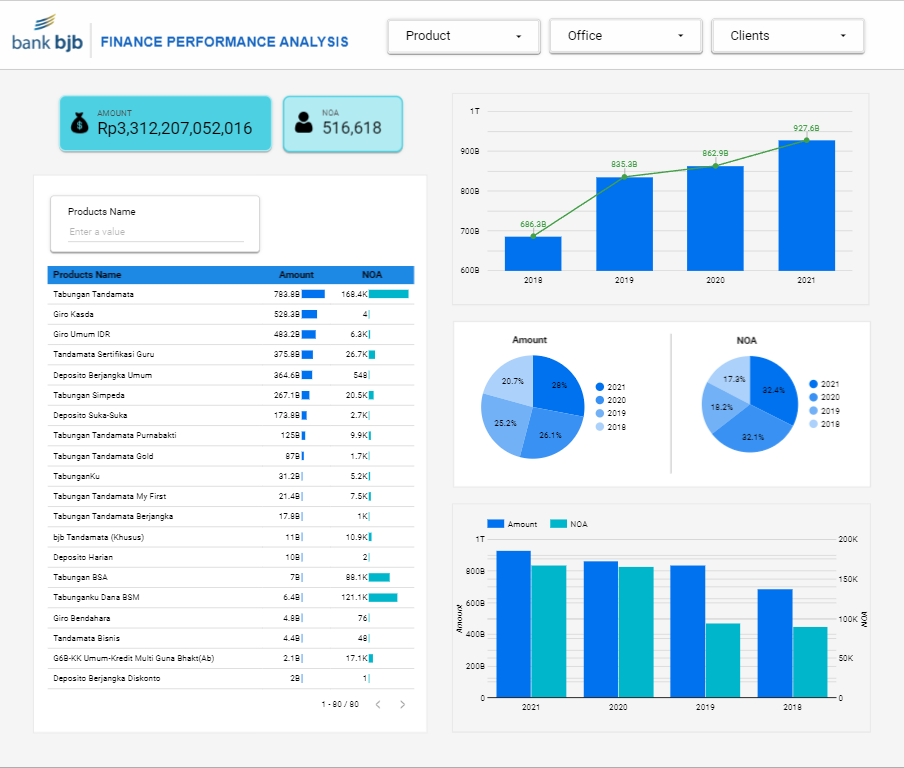 bank bjb
FINANCE PERFORMANCE ANALYSIS
Product
Office
Clients
AMOUNT
Rp3,312,207,052,016
NOA
516,618
Products Name
Enter a value
Products Name Amount NOA
Tabungan Tandamata 783.8B 168.4K
Giro Kasda 528.3B 4
Giro Umum IDR 483.2B 6.3K
Tandamata Sertifikasi Guru 375.8B 26.7K
Deposito Berjangka Umum 364.6B 548
Tabungan Simpeda 267.1B 20.5K
Deposito Suka-Suka 173.8B 2.7K
Tabungan Tandamata Purnabakti 125B 9.9K
Tabungan Tandamata Gold 87B 1.7K
TabunganKu 31.2B 5.2K
Tabungan Tandamata My First 21.4B 7.5K
Tabungan Tandamata Berjangka 17.8B 1K
bjb Tandamata (Khusus) 11B 10.9K
Deposito Harian 10B 2
Tabungan BSA 7B 88.1K
Tabunganku Dana BSM 6.4B 121.1K
Giro Bendahara 4.8B 76
Tandamata Bisnis 4.4B 48
G6B-KK Umum-Kredit Multi Guna Bhakt(Ab) 2.1B 17.1K
Deposito Berjangka Diskonto 2B 1
1 - 80 / 80
1T
900B
800B
700B
600B
686.3B
835.3B
862.9B
927.6B
2018 2019 2020 2021
Amount
28%
26.1%
25.2%
20.7%
2021
2020
2019
2018
NOA
32.4%
32.1%
18.2%
17.3%
2021
2020
2019
2018
Amount NOA
Amount
1T
800B
600B
400B
200B
0
200K
150K
100K
50K
0
NOA
2021 2020 2019 2018